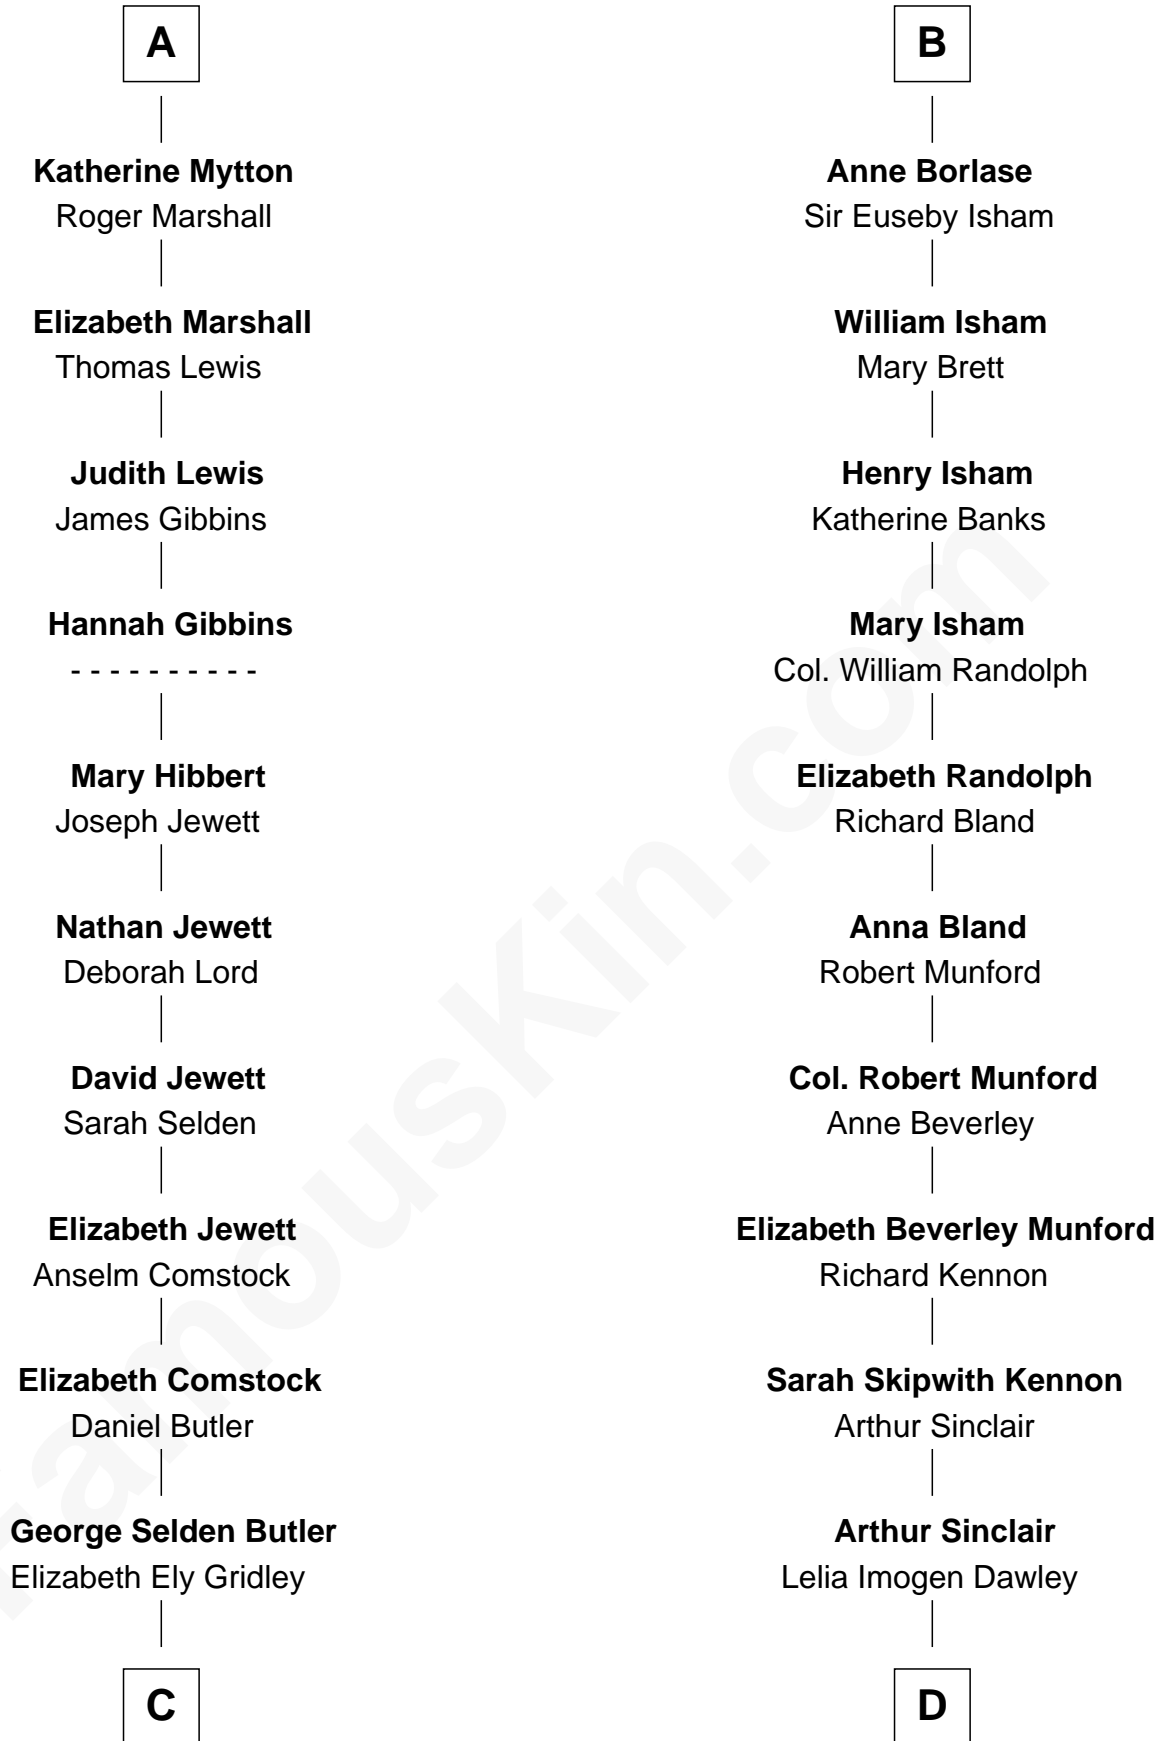 A
Katherine Mytton
Roger Marshall
Elizabeth Marshall
Thomas Lewis
Judith Lewis
James Gibbins
Hannah Gibbins
- - - - - - - - - -
Mary Hibbert
Joseph Jewett
Nathan Jewett
Deborah Lord
David Jewett
Sarah Selden
Elizabeth Jewett
Anselm Comstock
Elizabeth Comstock
Daniel Butler
George Selden Butler
Elizabeth Ely Gridley
C
B
Anne Borlase
Sir Euseby Isham
William Isham
Mary Brett
Henry Isham
Katherine Banks
Mary Isham
Col. William Randolph
Elizabeth Randolph
Richard Bland
Anna Bland
Robert Munford
Col. Robert Munford
Anne Beverley
Elizabeth Beverley Munford
Richard Kennon
Sarah Skipwith Kennon
Arthur Sinclair
Arthur Sinclair
Lelia Imogen Dawley
D
FamousKin.com